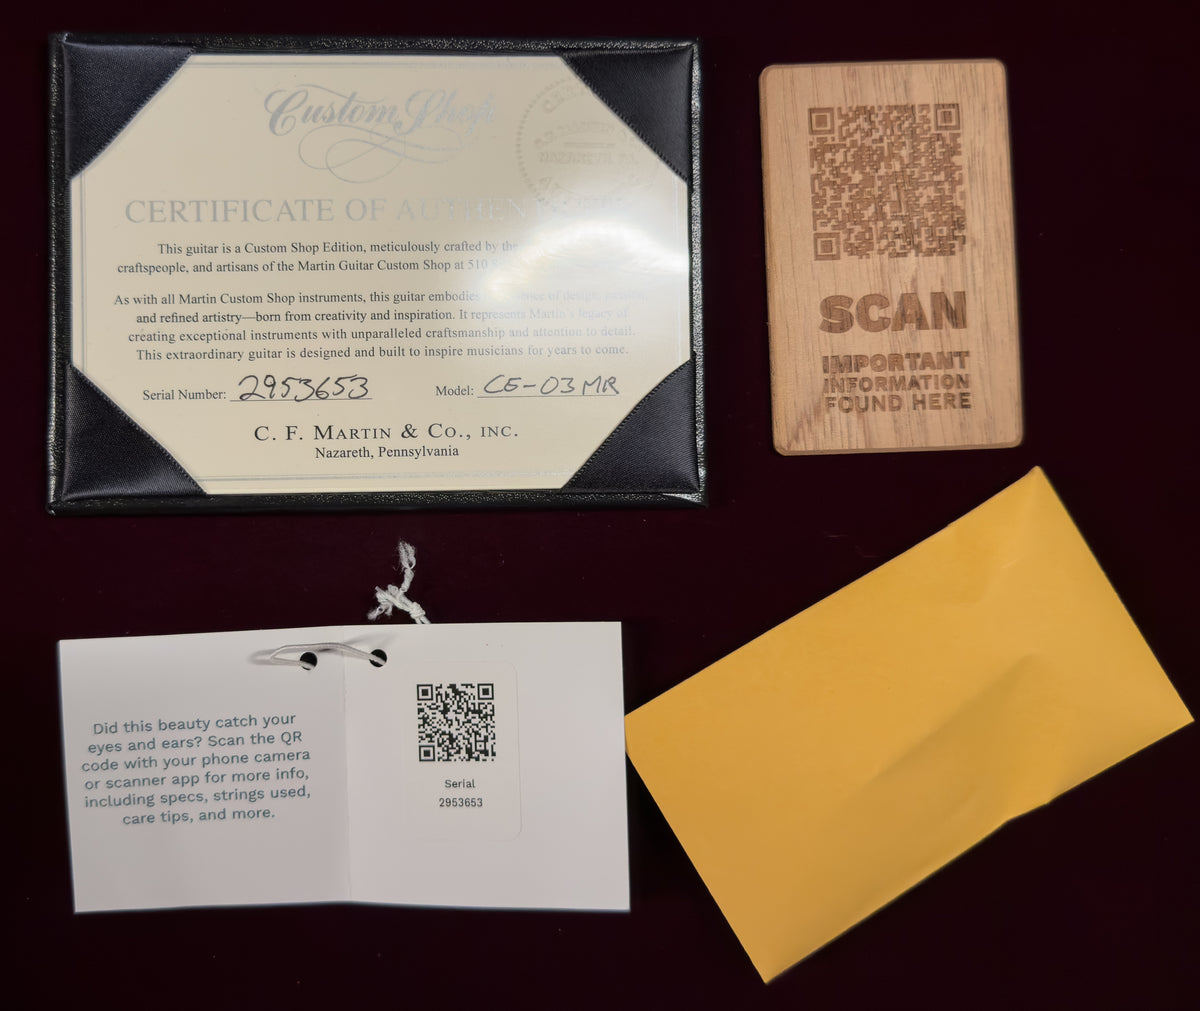 Custom Shop
NAZARETH, PA.
CERTIFICATE OF AUTHEN
This guitar is a Custom Shop Edition, meticulously crafted by the
craftspeople, and artisans of the Martin Guitar Custom Shop at 510
As with all Martin Custom Shop instruments, this guitar embodies of design,
and refined artistry—born from creativity and inspiration. It represents Martin's legacy of
creating exceptional instruments with unparalleled craftsmanship and attention to detail.
This extraordinary guitar is designed and built to inspire musicians for years to come.
Serial Number: 2953653 Model: CE-03 MR
C. F. MARTIN & CO., INC.
Nazareth, Pennsylvania
SCAN
IMPORTANT
INFORMATION
FOUND HERE
Did this beauty catch your
eyes and ears? Scan the QR
code with your phone camera
or scanner app for more info,
including specs, strings used,
care tips, and more.
Serial
2953653